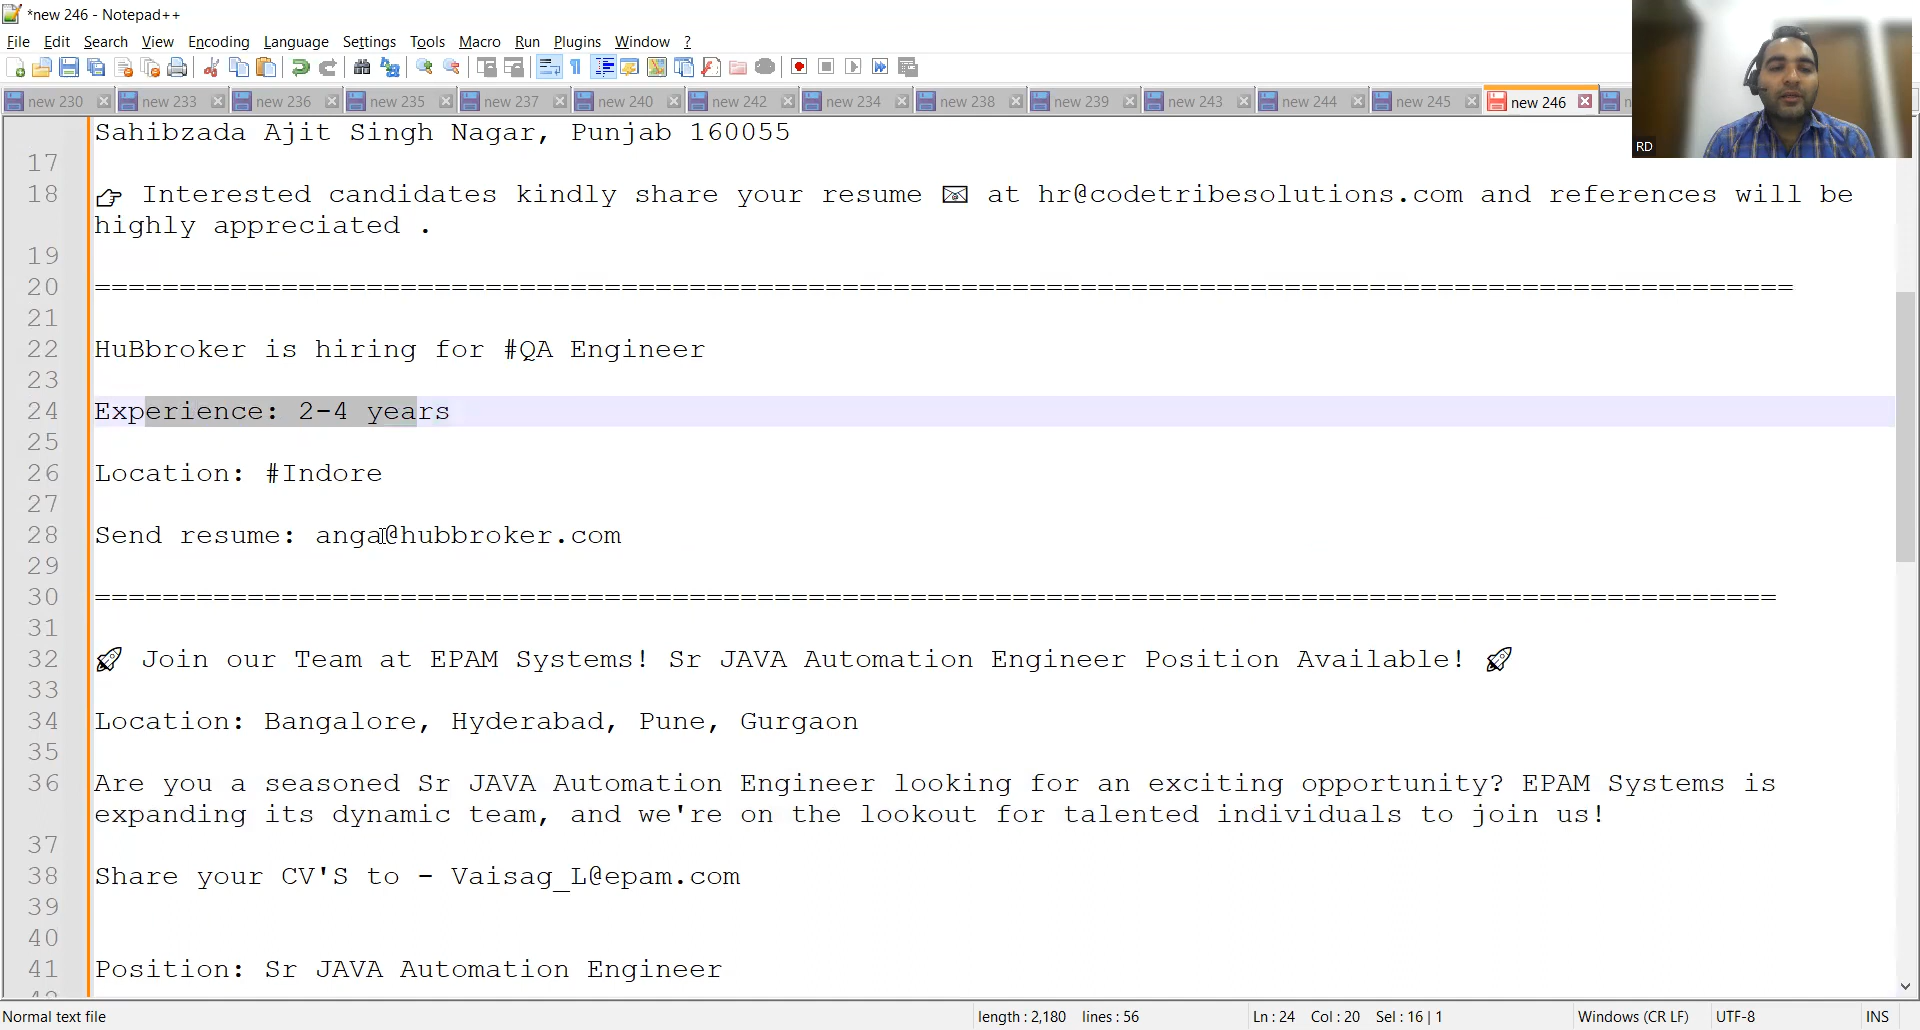 *new 246 - Notepad++
File Edit Search View Encoding Language Settings Tools Macro Run Plugins Window ?
new 230 new 233 new 236 new 235 new 237 new 240 new 242 new 234 new 238 new 239 new 243 new 244 new 245 new 246
RD
Sahibzada Ajit Singh Nagar, Punjab 160055
17
18 👉 Interested candidates kindly share your resume ✉ at hr@codetribesolutions.com and references will be
highly appreciated .
19
20 ====================================================================================================
21
22 HuBbroker is hiring for #QA Engineer
23
24 Experience: 2-4 years
25
26 Location: #Indore
27
28 Send resume: anga@hubbroker.com
29
30 ===================================================================================================
31
32 🚀 Join our Team at EPAM Systems! Sr JAVA Automation Engineer Position Available! 🚀
33
34 Location: Bangalore, Hyderabad, Pune, Gurgaon
35
36 Are you a seasoned Sr JAVA Automation Engineer looking for an exciting opportunity? EPAM Systems is
expanding its dynamic team, and we're on the lookout for talented individuals to join us!
37
38 Share your CV'S to - Vaisag_L@epam.com
39
40
41 Position: Sr JAVA Automation Engineer
Normal text file length : 2,180 lines : 56 Ln : 24 Col : 20 Sel : 16 | 1 Windows (CR LF) UTF-8 INS